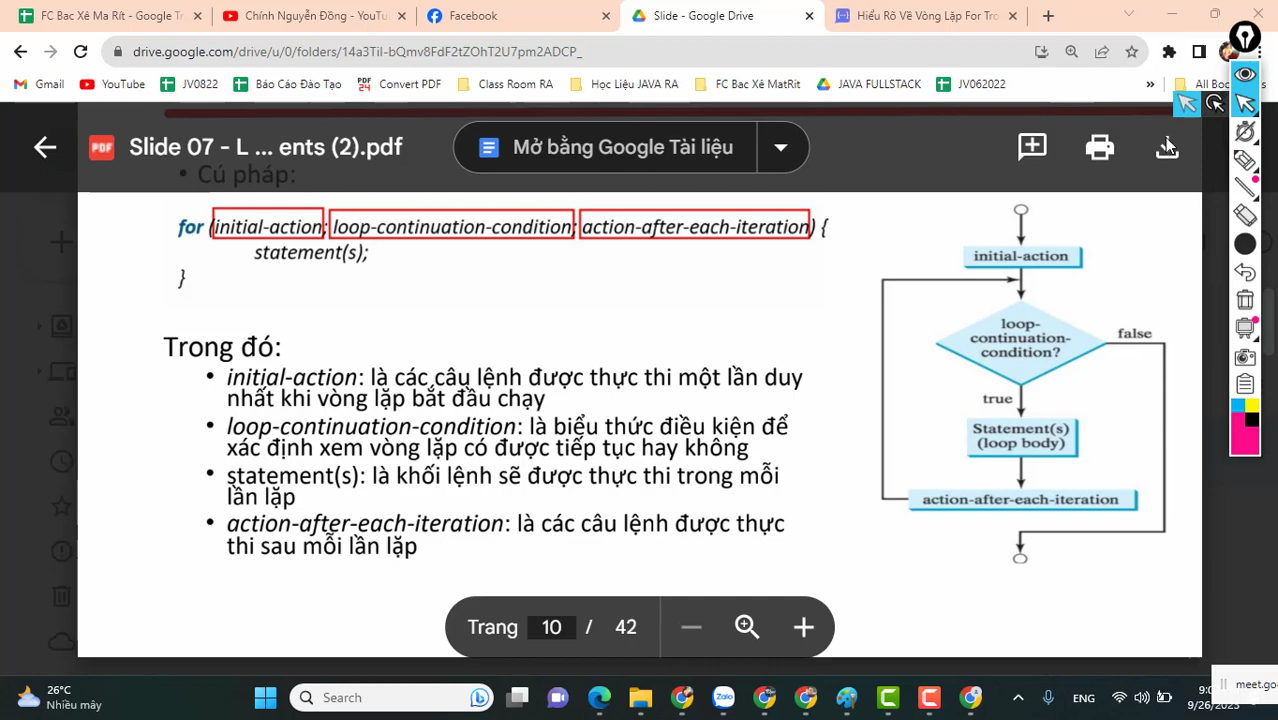 FC Bac Xê Ma Rít - Google T
Chính Nguyễn Đồng - YouTu
Facebook
Slide - Google Drive
Hiểu Rõ Về Vòng Lặp For Tro
drive.google.com/drive/u/0/folders/14a3TiI-bQmv8FdF2tZOhT2U7pm2ADCP_
Gmail
YouTube
JV0822
Báo Cáo Đào Tạo
Convert PDF
Class Room RA
Học Liệu JAVA RA
FC Bac Xê MatRit
JAVA FULLSTACK
JV062022
»
All Boo
PDF
Slide 07 - L ... ents (2).pdf
Mở bằng Google Tài liệu
• Cú pháp:
for (initial-action; loop-continuation-condition; action-after-each-iteration) {
statement(s);
}
Trong đó:
• initial-action: là các câu lệnh được thực thi một lần duy
nhất khi vòng lặp bắt đầu chạy
• loop-continuation-condition: là biểu thức điều kiện để
xác định xem vòng lặp có được tiếp tục hay không
• statement(s): là khối lệnh sẽ được thực thi trong mỗi
lần lặp
• action-after-each-iteration: là các câu lệnh được thực
thi sau mỗi lần lặp
initial-action
loop-
continuation-
condition?
false
true
Statement(s)
(loop body)
action-after-each-iteration
Trang 10 / 42
26°C
Nhiều mây
Search
Zalo
ENG
9:0
9/26/2023
meet.go